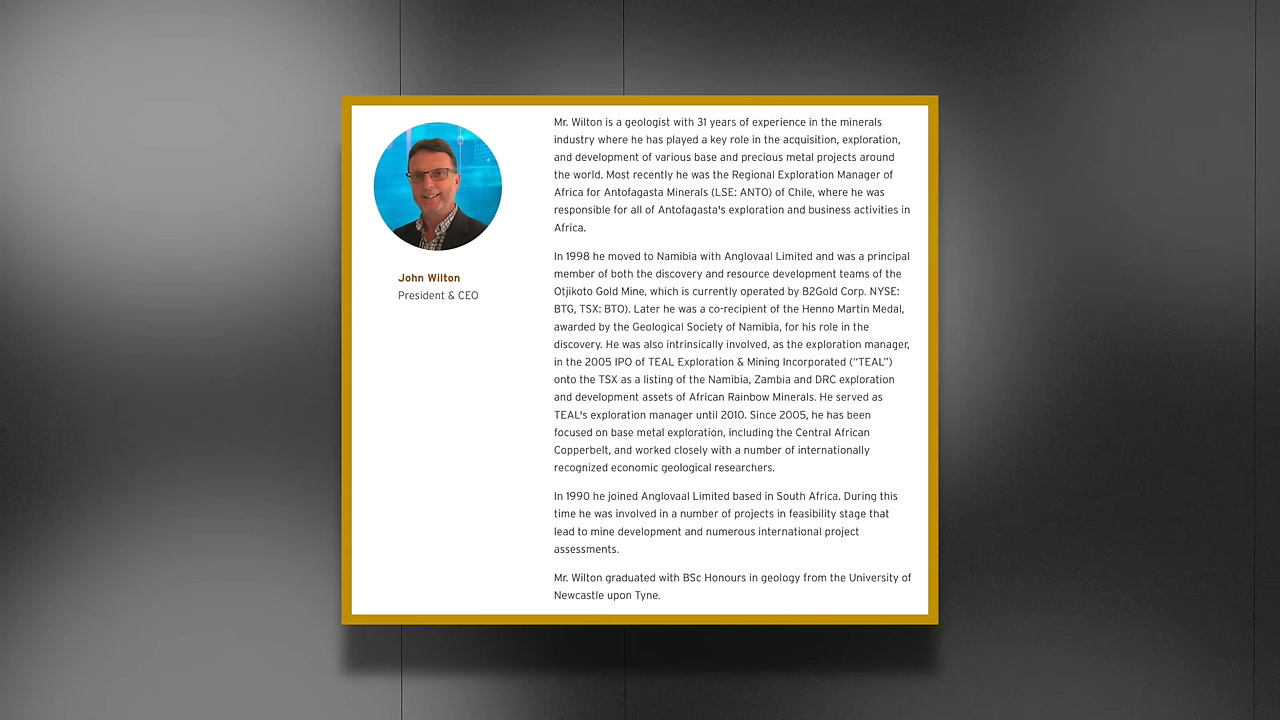 John Wilton
President & CEO
Mr. Wilton is a geologist with 31 years of experience in the minerals
industry where he has played a key role in the acquisition, exploration,
and development of various base and precious metal projects around
the world. Most recently he was the Regional Exploration Manager of
Africa for Antofagasta Minerals (LSE: ANTO) of Chile, where he was
responsible for all of Antofagasta's exploration and business activities in
Africa.
In 1998 he moved to Namibia with Anglovaal Limited and was a principal
member of both the discovery and resource development teams of the
Otjikoto Gold Mine, which is currently operated by B2Gold Corp. NYSE:
BTG, TSX: BTO). Later he was a co-recipient of the Henno Martin Medal,
awarded by the Geological Society of Namibia, for his role in the
discovery. He was also intrinsically involved, as the exploration manager,
in the 2005 IPO of TEAL Exploration & Mining Incorporated (“TEAL”)
onto the TSX as a listing of the Namibia, Zambia and DRC exploration
and development assets of African Rainbow Minerals. He served as
TEAL's exploration manager until 2010. Since 2005, he has been
focused on base metal exploration, including the Central African
Copperbelt, and worked closely with a number of internationally
recognized economic geological researchers.
In 1990 he joined Anglovaal Limited based in South Africa. During this
time he was involved in a number of projects in feasibility stage that
lead to mine development and numerous international project
assessments.
Mr. Wilton graduated with BSc Honours in geology from the University of
Newcastle upon Tyne.